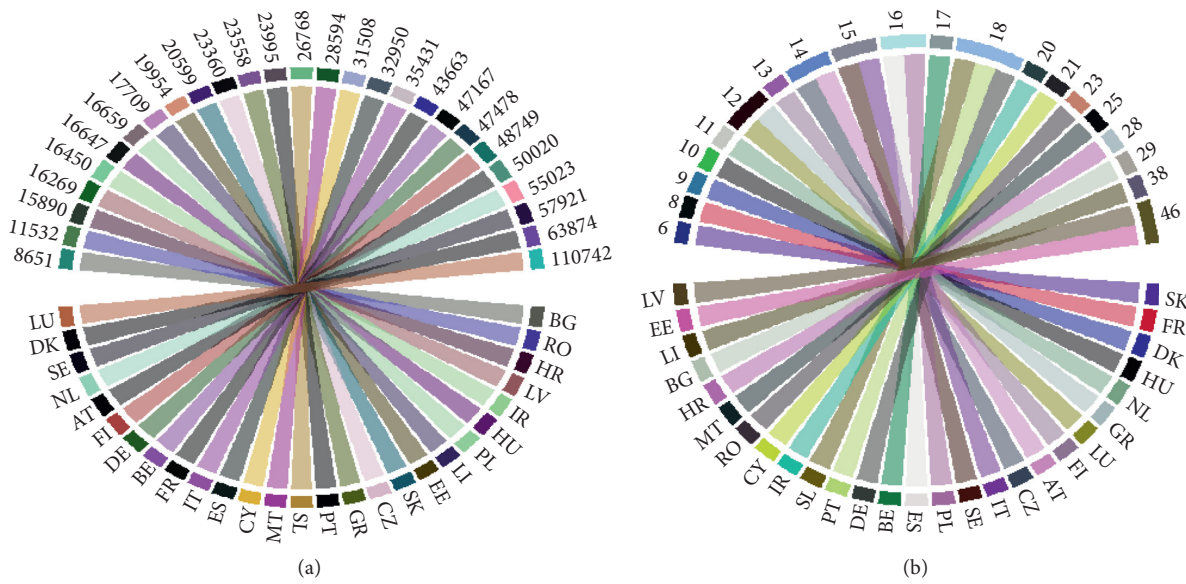 8651
11532
15890
16269
16450
16647
16659
17709
19954
20599
23360
23558
23995
26768
28594
31508
32950
35431
43663
47167
47478
48749
50020
55023
57921
63874
110742
BG
RO
HR
LV
IR
HU
PL
LI
EE
SK
CZ
GR
PT
SL
MT
CY
ES
IT
FR
BE
DE
FI
AT
NL
SE
DK
LU
(a)
6
8
9
10
11
12
13
14
15
16
17
18
20
21
23
25
28
29
38
46
SK
FR
DK
HU
NL
GR
LU
FI
AT
CZ
IT
SE
PL
ES
BE
DE
PT
SL
IR
CY
RO
MT
HR
BG
LI
EE
LV
(b)